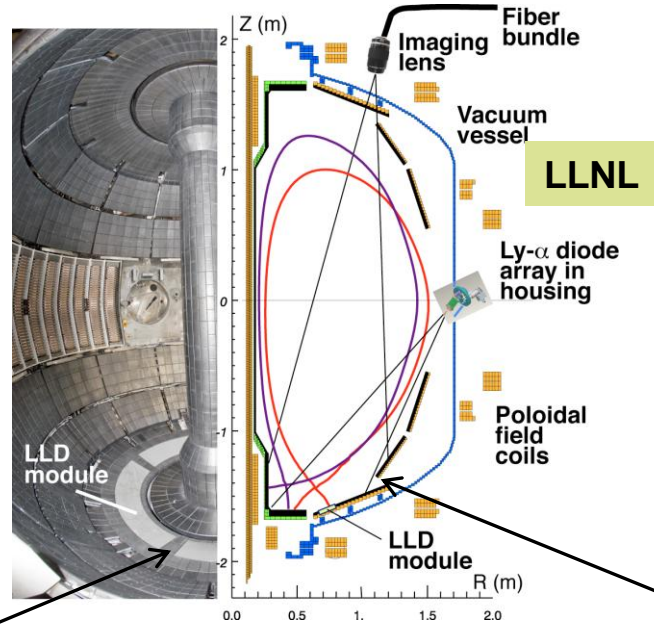 Z (m)
Fiber
bundle
Imaging
lens
2
Vacuum
vessel
1
LLNL
Ly-α diode
array in
housing
0
Poloidal
field
coils
-1
LLD
module
LLD
module
-2
R (m)
0.0 0.5 1. 1.5 2.0